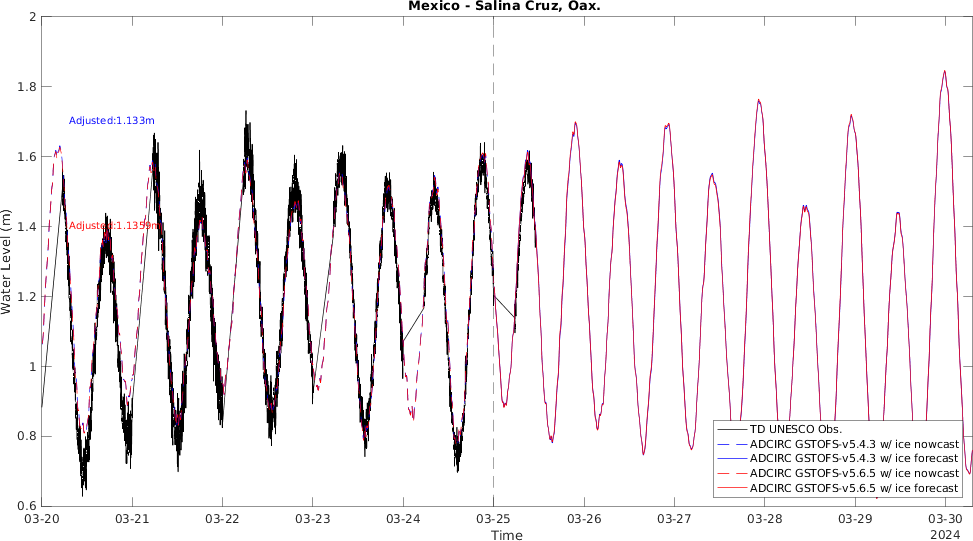 Mexico - Salina Cruz, Oax.
2
1.8
1.6
1.4
1.2
1
0.8
0.6
Water Level (m)
Adjusted:1.133m
Adjusted:1.1359m
TD UNESCO Obs.
ADCIRC GSTOFS-v5.4.3 w/ ice nowcast
ADCIRC GSTOFS-v5.4.3 w/ ice forecast
ADCIRC GSTOFS-v5.6.5 w/ ice nowcast
ADCIRC GSTOFS-v5.6.5 w/ ice forecast
03-20 03-21 03-22 03-23 03-24 03-25 03-26 03-27 03-28 03-29 03-30
Time
2024